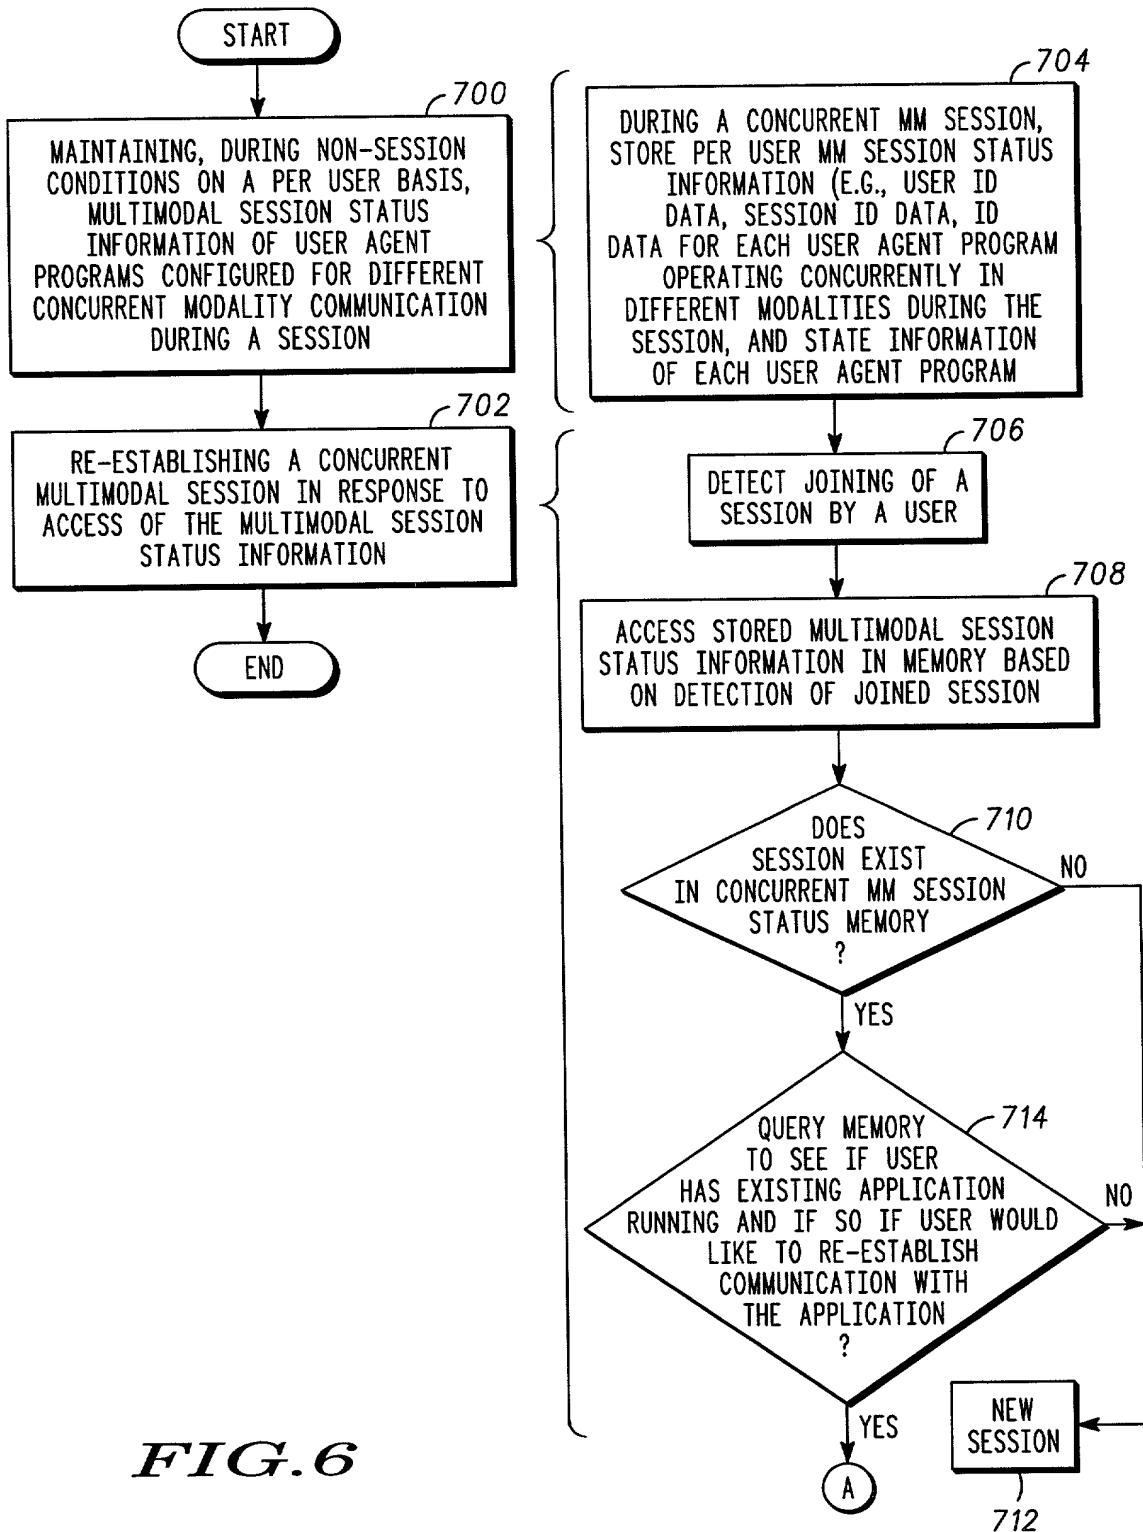 START
700
MAINTAINING, DURING NON-SESSION
CONDITIONS ON A PER USER BASIS,
MULTIMODAL SESSION STATUS
INFORMATION OF USER AGENT
PROGRAMS CONFIGURED FOR DIFFERENT
CONCURRENT MODALITY COMMUNICATION
DURING A SESSION
702
RE-ESTABLISHING A CONCURRENT
MULTIMODAL SESSION IN RESPONSE TO
ACCESS OF THE MULTIMODAL SESSION
STATUS INFORMATION
END
704
DURING A CONCURRENT MM SESSION,
STORE PER USER MM SESSION STATUS
INFORMATION (E.G., USER ID
DATA, SESSION ID DATA, ID
DATA FOR EACH USER AGENT PROGRAM
OPERATING CONCURRENTLY IN
DIFFERENT MODALITIES DURING THE
SESSION, AND STATE INFORMATION
OF EACH USER AGENT PROGRAM
706
DETECT JOINING OF A
SESSION BY A USER
708
ACCESS STORED MULTIMODAL SESSION
STATUS INFORMATION IN MEMORY BASED
ON DETECTION OF JOINED SESSION
710
DOES
SESSION EXIST
IN CONCURRENT MM SESSION
STATUS MEMORY
?
NO
YES
714
QUERY MEMORY
TO SEE IF USER
HAS EXISTING APPLICATION
RUNNING AND IF SO IF USER WOULD
LIKE TO RE-ESTABLISH
COMMUNICATION WITH
THE APPLICATION
?
NO
YES
A
NEW
SESSION
712
FIG.6